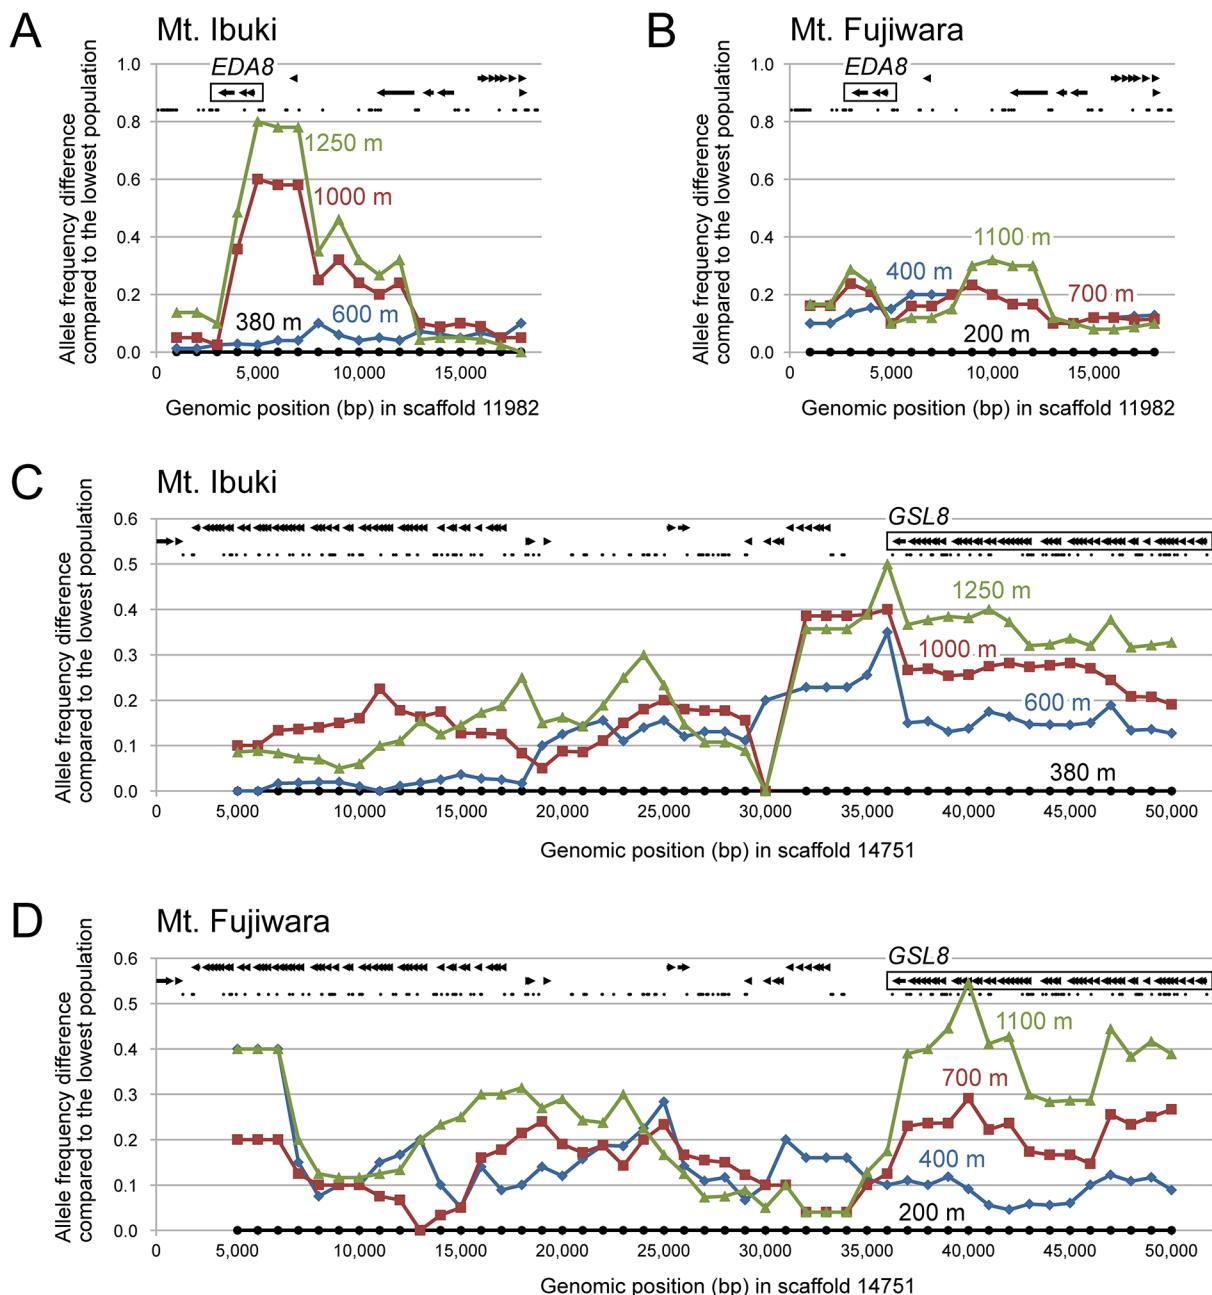 A
Mt. Ibuki
Allele frequency difference
compared to the lowest population
1.0
0.8
0.6
0.4
0.2
0.0
EDA8
1250 m
1000 m
380 m
600 m
0
5,000
10,000
15,000
Genomic position (bp) in scaffold 11982
B
Mt. Fujiwara
Allele frequency difference
compared to the lowest population
1.0
0.8
0.6
0.4
0.2
0.0
EDA8
1100 m
400 m
700 m
200 m
0
5,000
10,000
15,000
Genomic position (bp) in scaffold 11982
C
Mt. Ibuki
Allele frequency difference
compared to the lowest population
0.6
0.5
0.4
0.3
0.2
0.1
0.0
GSL8
1250 m
1000 m
600 m
380 m
0
5,000
10,000
15,000
20,000
25,000
30,000
35,000
40,000
45,000
50,000
Genomic position (bp) in scaffold 14751
D
Mt. Fujiwara
Allele frequency difference
compared to the lowest population
0.6
0.5
0.4
0.3
0.2
0.1
0.0
GSL8
1100 m
700 m
400 m
200 m
0
5,000
10,000
15,000
20,000
25,000
30,000
35,000
40,000
45,000
50,000
Genomic position (bp) in scaffold 14751